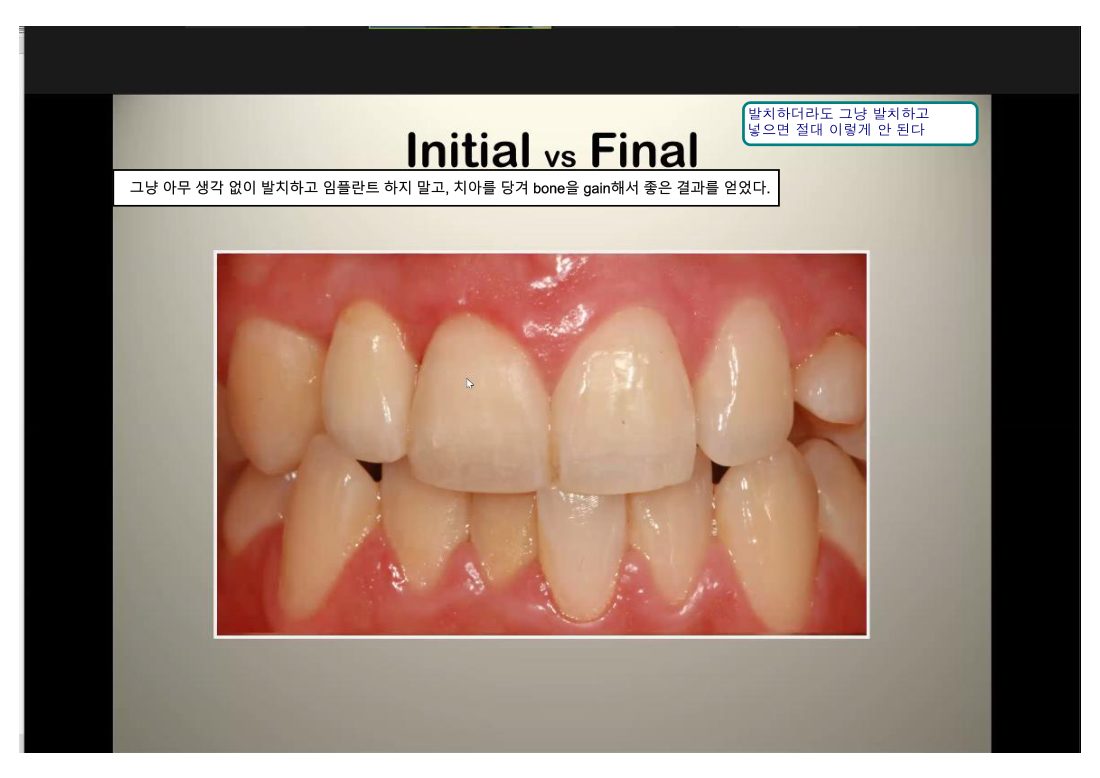 발치하더라도 그냥 발치하고
넣으면 절대 이렇게 안 된다
Initial vs Final
그냥 아무 생각 없이 발치하고 임플란트 하지 말고, 치아를 당겨 bone을 gain해서 좋은 결과를 얻었다.